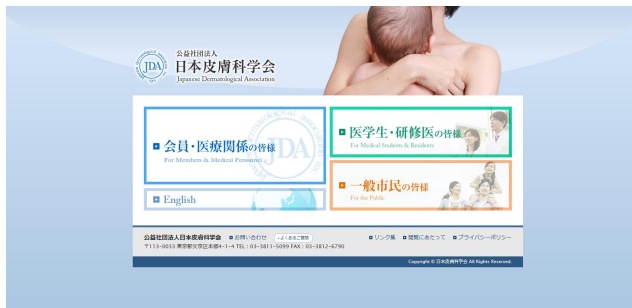 公益社団法人
JDA
日本皮膚科学会
Japanese Dermatological Association
会員・医療関係の皆様
For Members & Medical Personnel
JDA
医学生・研修医の皆様
For Medical Students & Residents
一般市民の皆様
For the Public
English
公益社団法人日本皮膚科学会 お問い合わせ よくあるご質問 リンク集 閲覧にあたって プライバシーポリシー
〒113-0033 東京都文京区本郷4-1-4 TEL：03-3811-5099 FAX：03-3812-6790
Copyright © 日本皮膚科学会 All Rights Reserved.